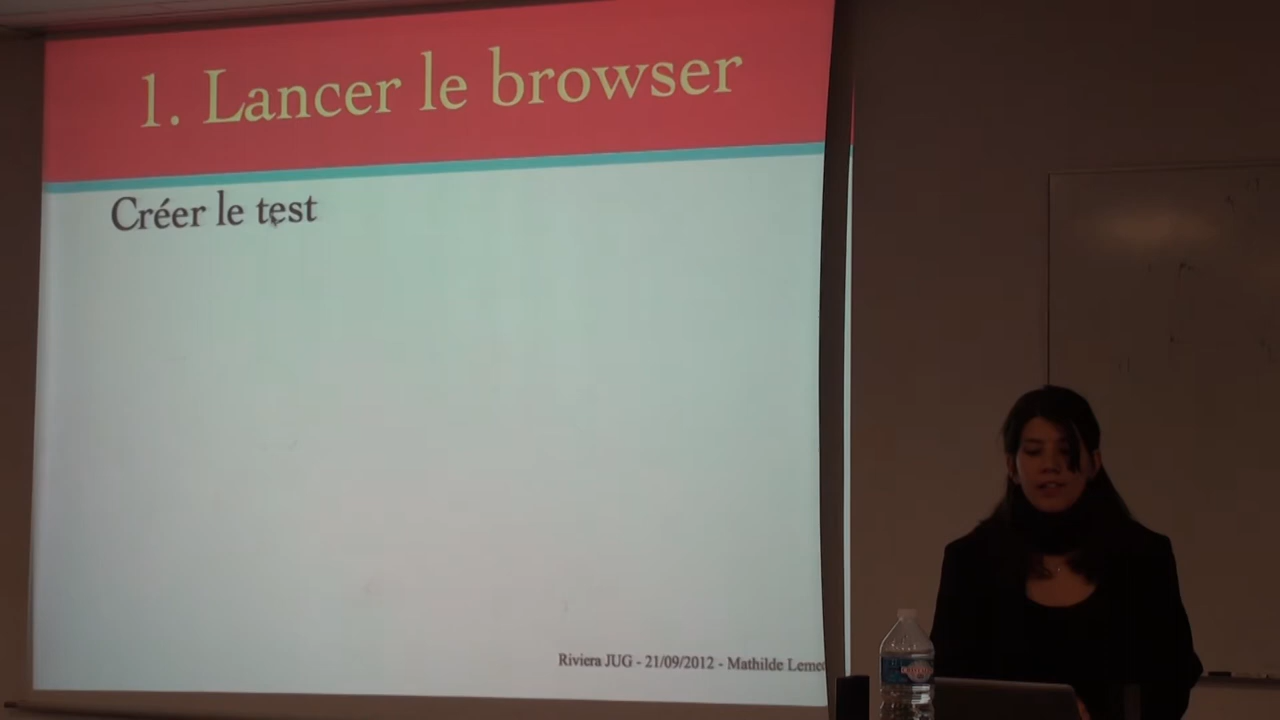 1. Lancer le browser
Créer le test
Riviera JUG - 21/09/2012 - Mathilde